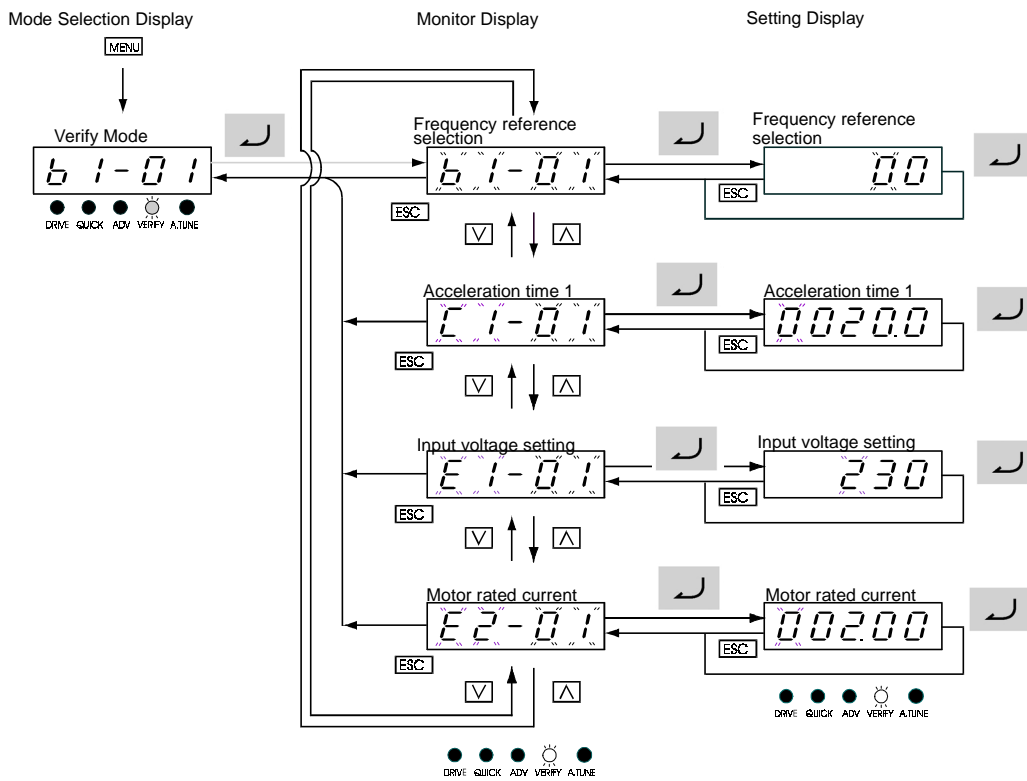 Mode Selection Display
Monitor Display
Setting Display
MENU
Verify Mode
b 1-01
DRIVE QUICK ADV VERIFY A.TUNE
Frequency reference
selection
b 1-01
ESC
Frequency reference
selection
00
ESC
Acceleration time 1
C1-01
ESC
Acceleration time 1
0020.0
ESC
Input voltage setting
E1-01
ESC
Input voltage setting
230
ESC
Motor rated current
E2-01
ESC
Motor rated current
002.00
ESC
DRIVE QUICK ADV VERIFY A.TUNE
DRIVE QUICK ADV VERIFY A.TUNE